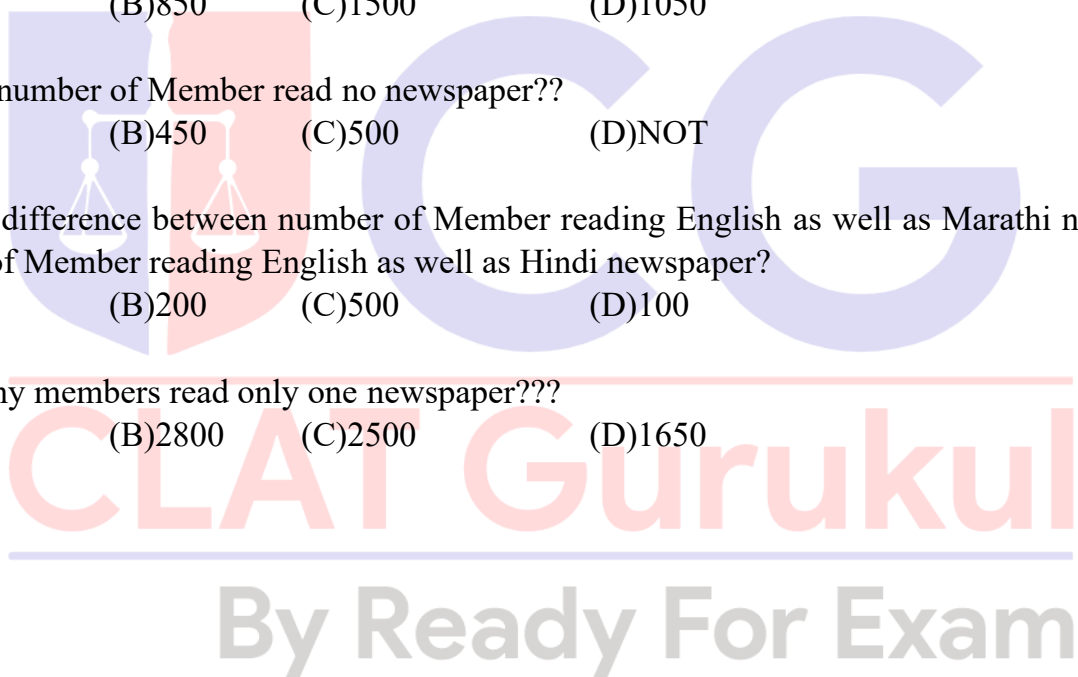 (B)850 (C)1500 (D)1050
number of Member read no newspaper??
(B)450 (C)500 (D)NOT
difference between number of Member reading English as well as Marathi
of Member reading English as well as Hindi newspaper?
(B)200 (C)500 (D)100
members read only one newspaper???
(B)2800 (C)2500 (D)1650
UCG
CLAT Gurukul
By Ready For Exam